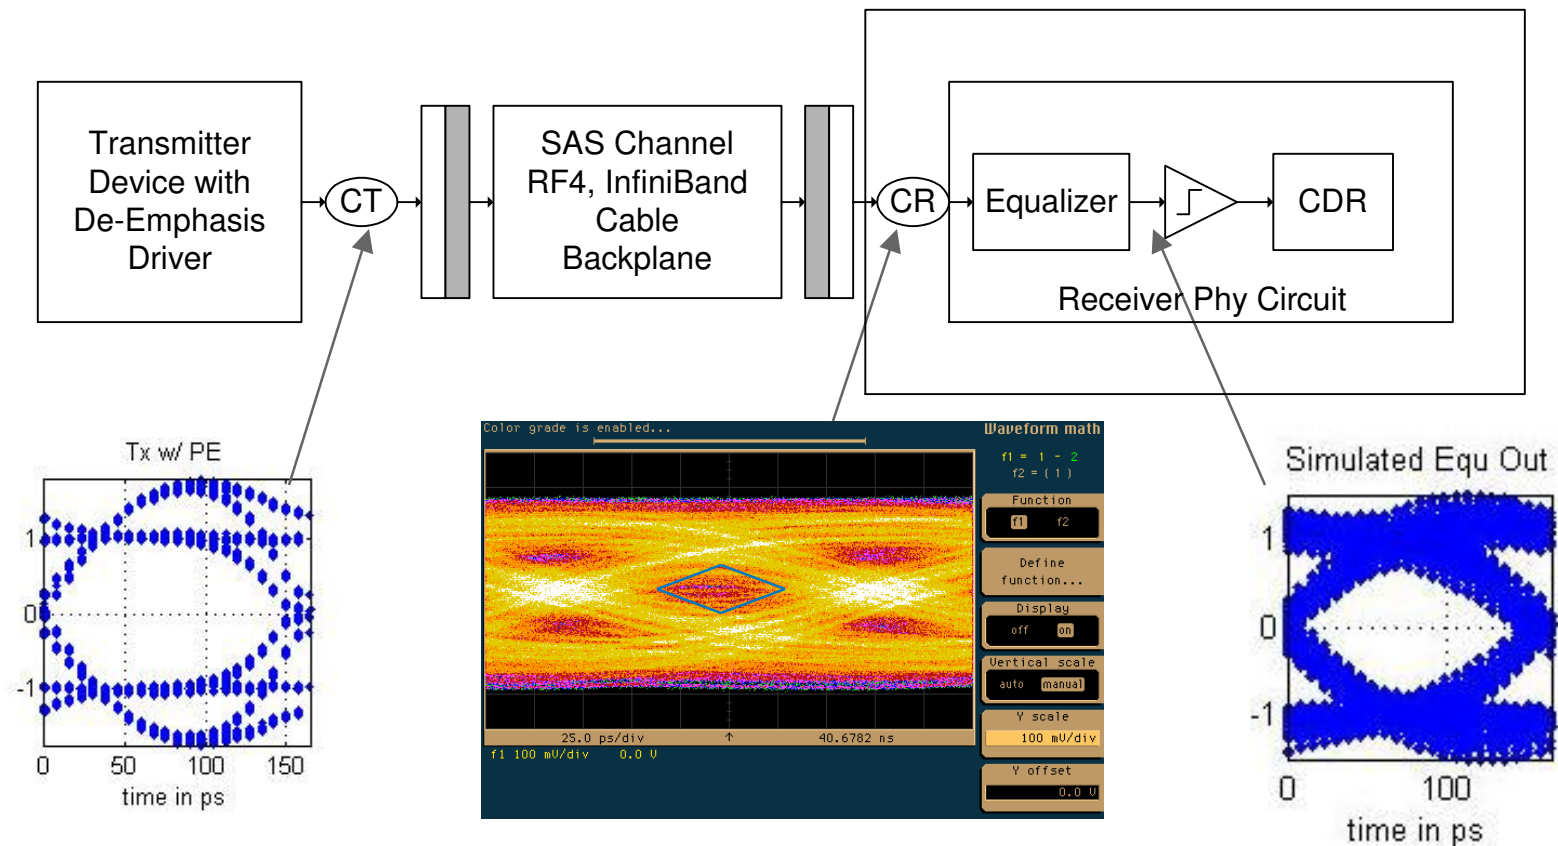 Transmitter
Device with
De-Emphasis
Driver
CT
SAS Channel
RF4, InfiniBand
Cable
Backplane
CR
Equalizer
CDR
Receiver Phy Circuit
Tx w/ PE
1
0
-1
0
50
100
150
time in ps
Color grade is enabled...
Waveform math
f1 = 1 - 2
f2 = ( 1 )
Function
f1 f2
Define
function...
Display
off on
Vertical scale
auto manual
Y scale
100 mV/div
Y offset
0.0 V
25.0 ps/div ↑ 40.6782 ns
f1 100 mV/div 0.0 V
Simulated Equ Out
1
0
-1
0
100
time in ps